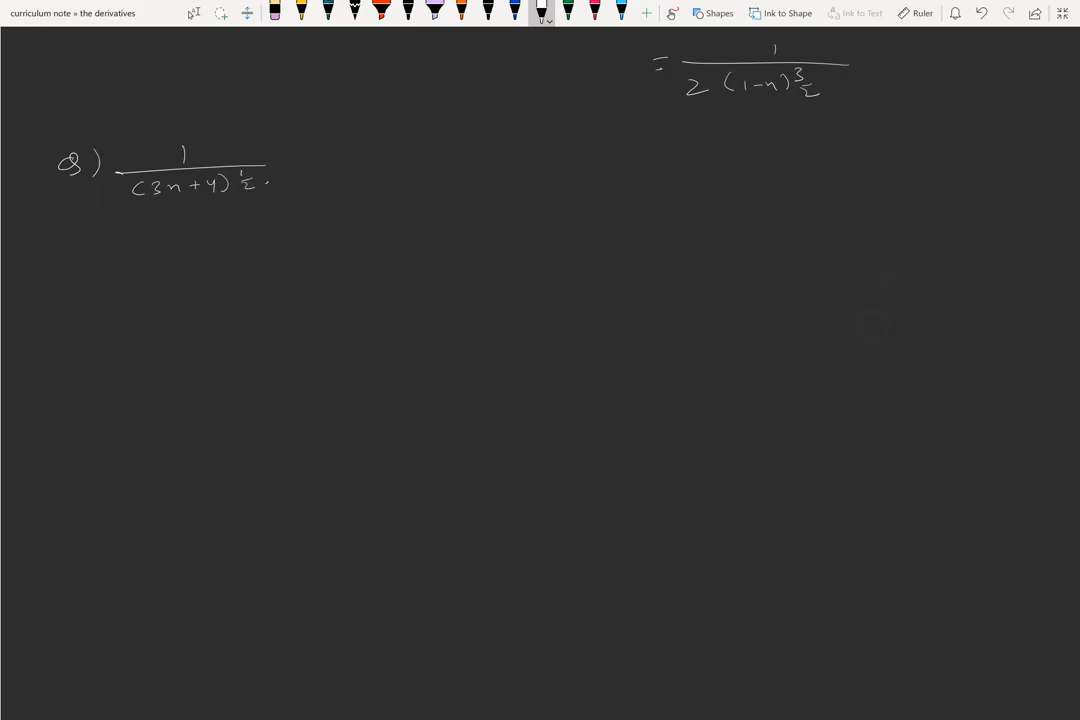 curriculum note » the derivatives
Shapes
Ink to Shape
Ink to Text
Ruler
= 1 / 2 (1-x)^3/2
Q) 1 / (3x+4)^1/2.